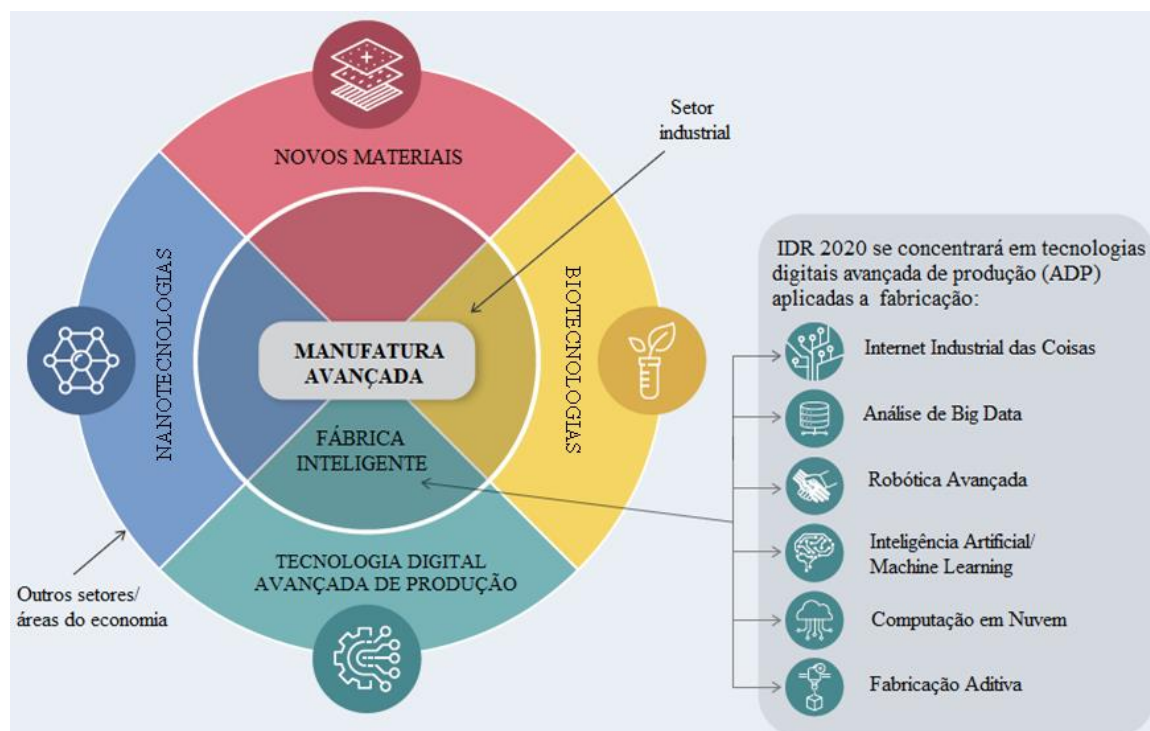 NOVOS MATERIAIS
Setor
industrial
NANOTECNOLOGIAS
BIOTECNOLOGIAS
MANUFATURA
AVANÇADA
FÁBRICA
INTELIGENTE
TECNOLOGIA DIGITAL
AVANÇADA DE PRODUÇÃO
Outros setores/
áreas do economia
IDR 2020 se concentrará em tecnologias
digitais avançada de produção (ADP)
aplicadas a fabricação:
Internet Industrial das Coisas
Análise de Big Data
Robótica Avançada
Inteligência Artificial/
Machine Learning
Computação em Nuvem
Fabricação Aditiva